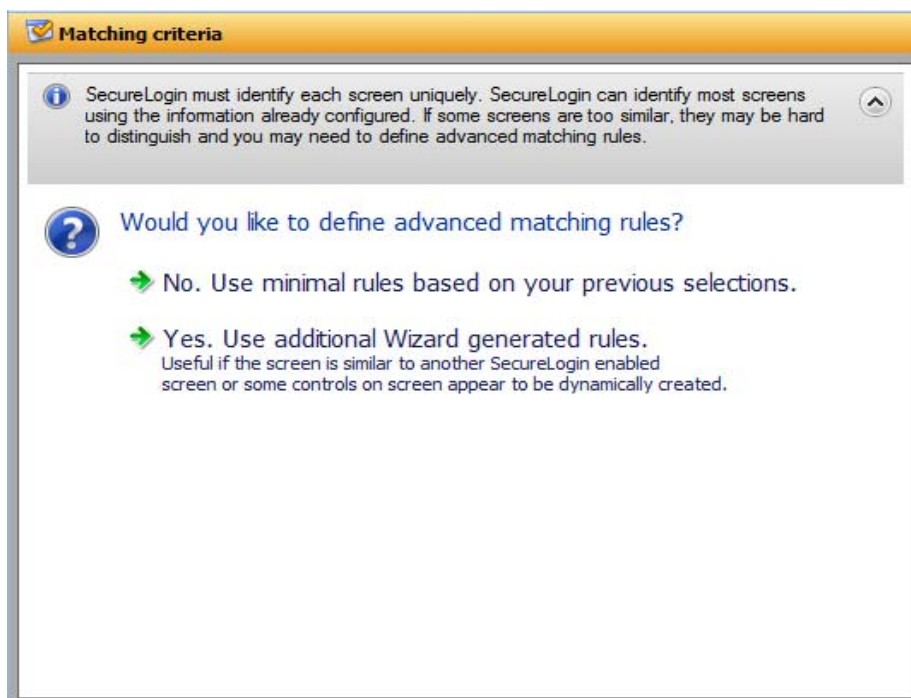 Matching criteria
SecureLogin must identify each screen uniquely. SecureLogin can identify most screens
using the information already configured. If some screens are too similar, they may be hard
to distinguish and you may need to define advanced matching rules.
Would you like to define advanced matching rules?
No. Use minimal rules based on your previous selections.
Yes. Use additional Wizard generated rules.
Useful if the screen is similar to another SecureLogin enabled
screen or some controls on screen appear to be dynamically created.